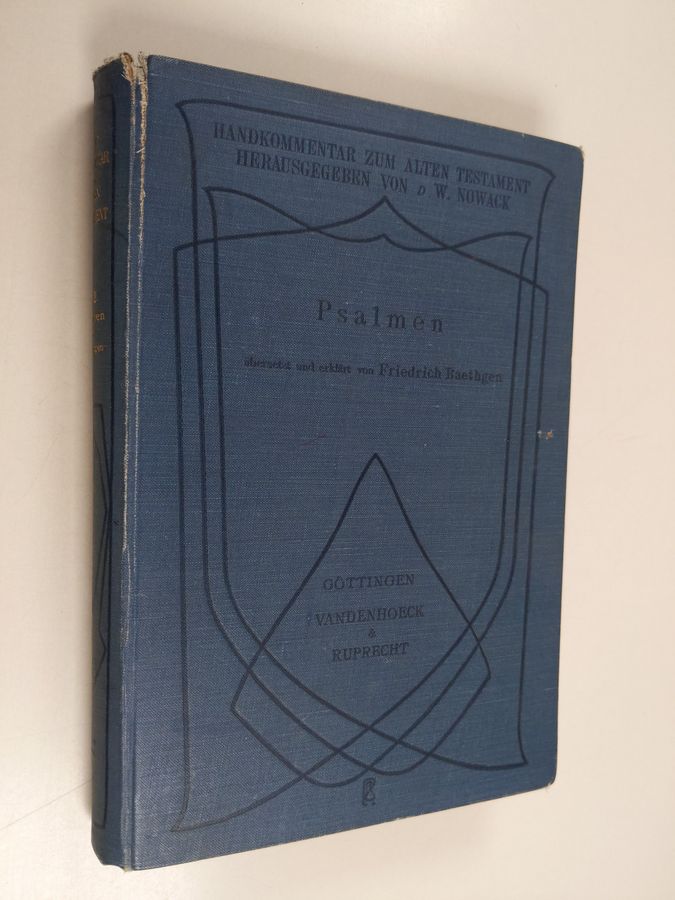 HANDKOMMENTAR ZUM ALTEN TESTAMENT
HERAUSGEGEBEN VON D W. NOWACK
Psalmen
übersetzt und erklärt von Friedrich Baethgen
GÖTTINGEN
VANDENHOECK
&
RUPRECHT